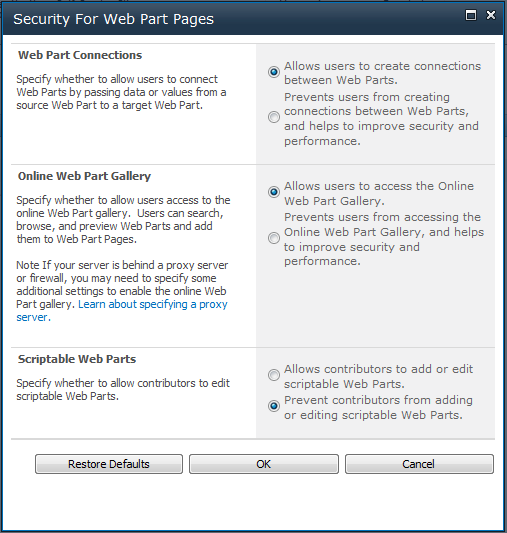 Security For Web Part Pages
Web Part Connections
Specify whether to allow users to connect
Web Parts by passing data or values from a
source Web Part to a target Web Part.
Allows users to create connections
between Web Parts.
Prevents users from creating
connections between Web Parts,
and helps to improve security and
performance.
Online Web Part Gallery
Specify whether to allow users access to the
online Web Part gallery. Users can search,
browse, and preview Web Parts and add
them to Web Part Pages.
Note If your server is behind a proxy server
or firewall, you may need to specify some
additional settings to enable the online Web
Part gallery. Learn about specifying a proxy
server.
Allows users to access the Online
Web Part Gallery.
Prevents users from accessing the
Online Web Part Gallery, and helps
to improve security and
performance.
Scriptable Web Parts
Specify whether to allow contributors to edit
scriptable Web Parts.
Allows contributors to add or edit
scriptable Web Parts.
Prevent contributors from adding
or editing scriptable Web Parts.
Restore Defaults
OK
Cancel